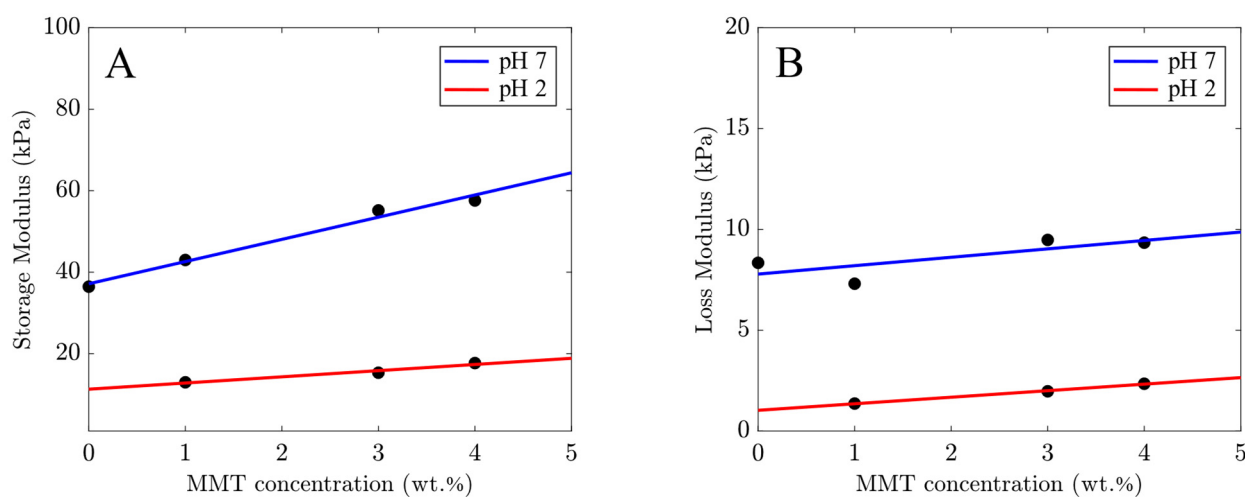 A
pH 7
pH 2
100
80
60
40
20
0
1
2
3
4
5
Storage Modulus (kPa)
MMT concentration (wt.%)
B
pH 7
pH 2
20
15
10
5
0
0
1
2
3
4
5
Loss Modulus (kPa)
MMT concentration (wt.%)